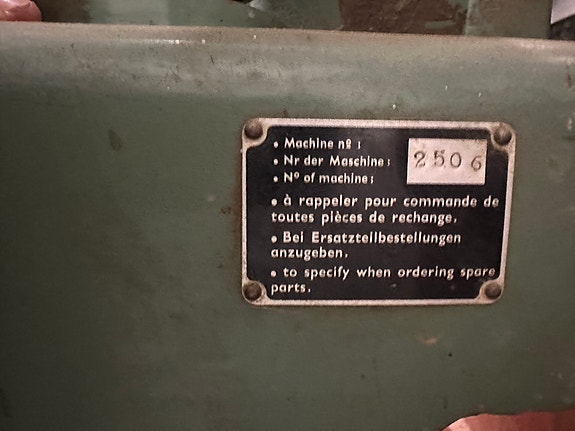 • Machine nº :
• Nr der Maschine :
• Nº of machine :
2506
• à rappeler pour commande de
toutes pièces de rechange.
• Bei Ersatzteilbestellungen
anzugeben.
• to specify when ordering spare
parts.